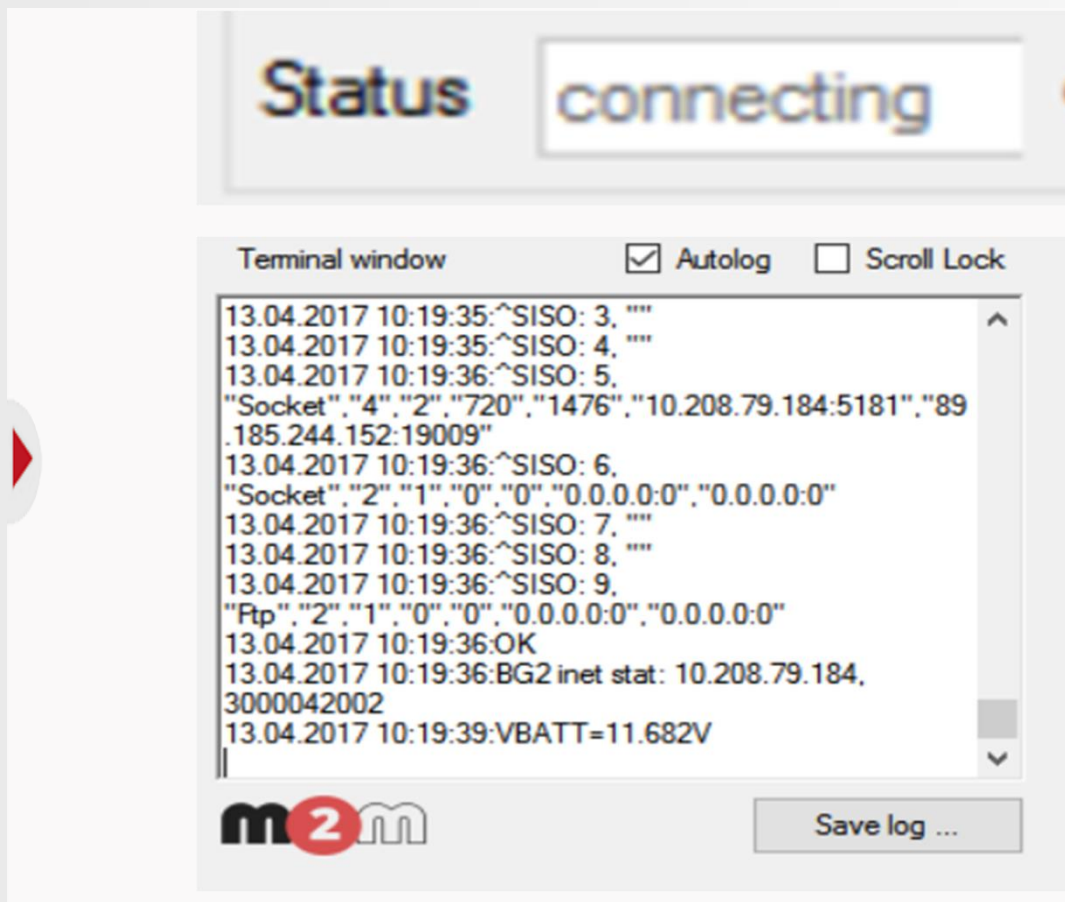 Status connecting
Terminal window Autolog Scroll Lock
13.04.2017 10:19:35:^SISO: 3, ""
13.04.2017 10:19:35:^SISO: 4, ""
13.04.2017 10:19:36:^SISO: 5,
"Socket","4","2","720","1476","10.208.79.184:5181","89
.185.244.152:19009"
13.04.2017 10:19:36:^SISO: 6,
"Socket","2","1","0","0","0.0.0.0:0","0.0.0.0:0"
13.04.2017 10:19:36:^SISO: 7, ""
13.04.2017 10:19:36:^SISO: 8, ""
13.04.2017 10:19:36:^SISO: 9,
"Ftp","2","1","0","0","0.0.0.0:0","0.0.0.0:0"
13.04.2017 10:19:36:OK
13.04.2017 10:19:36:BG2 inet stat: 10.208.79.184,
3000042002
13.04.2017 10:19:39:VBATT=11.682V
m2m
Save log ...